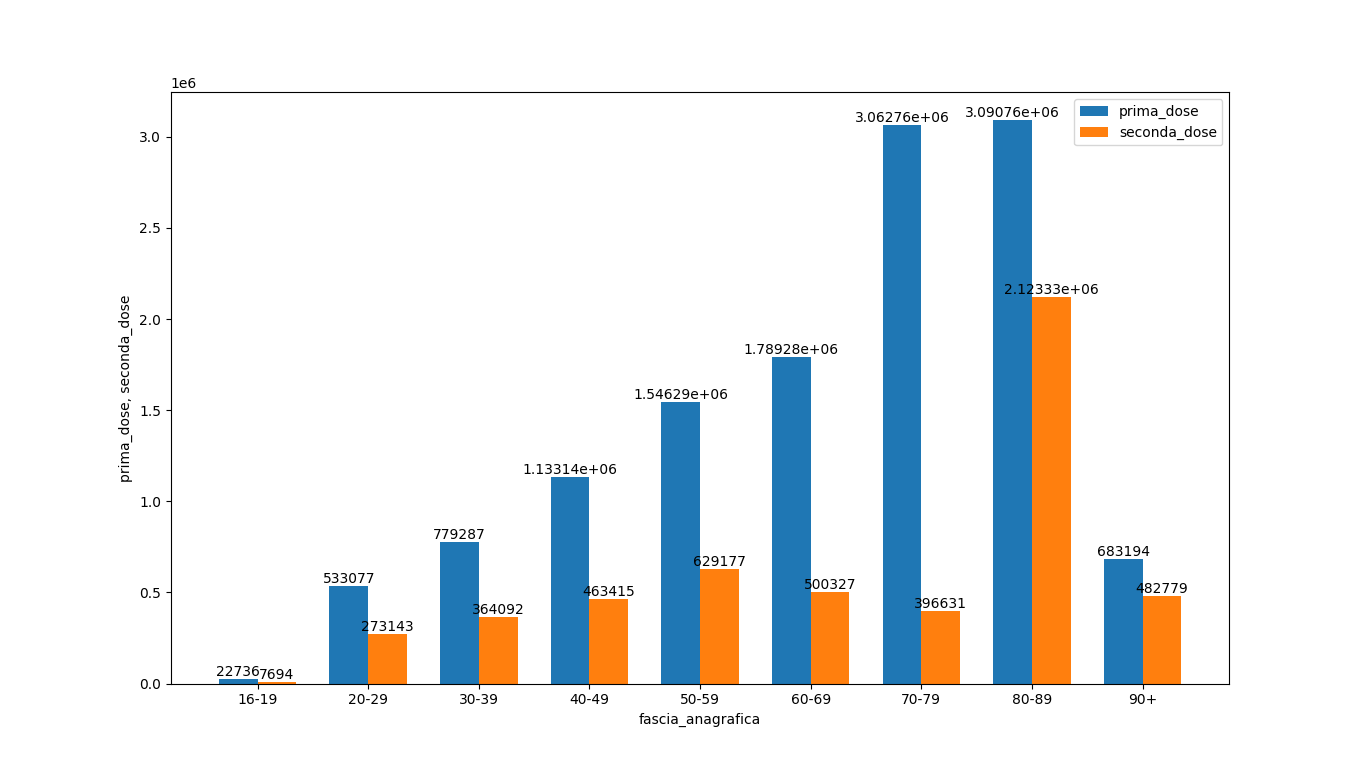 1e6
prima_dose
seconda_dose
3.0
2.5
2.0
1.5
1.0
0.5
0.0
prima_dose, seconda_dose
22736
7694
533077
273143
779287
364092
1.13314e+06
463415
1.54629e+06
629177
1.78928e+06
500327
3.06276e+06
396631
3.09076e+06
2.12333e+06
683194
482779
16-19 20-29 30-39 40-49 50-59 60-69 70-79 80-89 90+
fascia_anagrafica